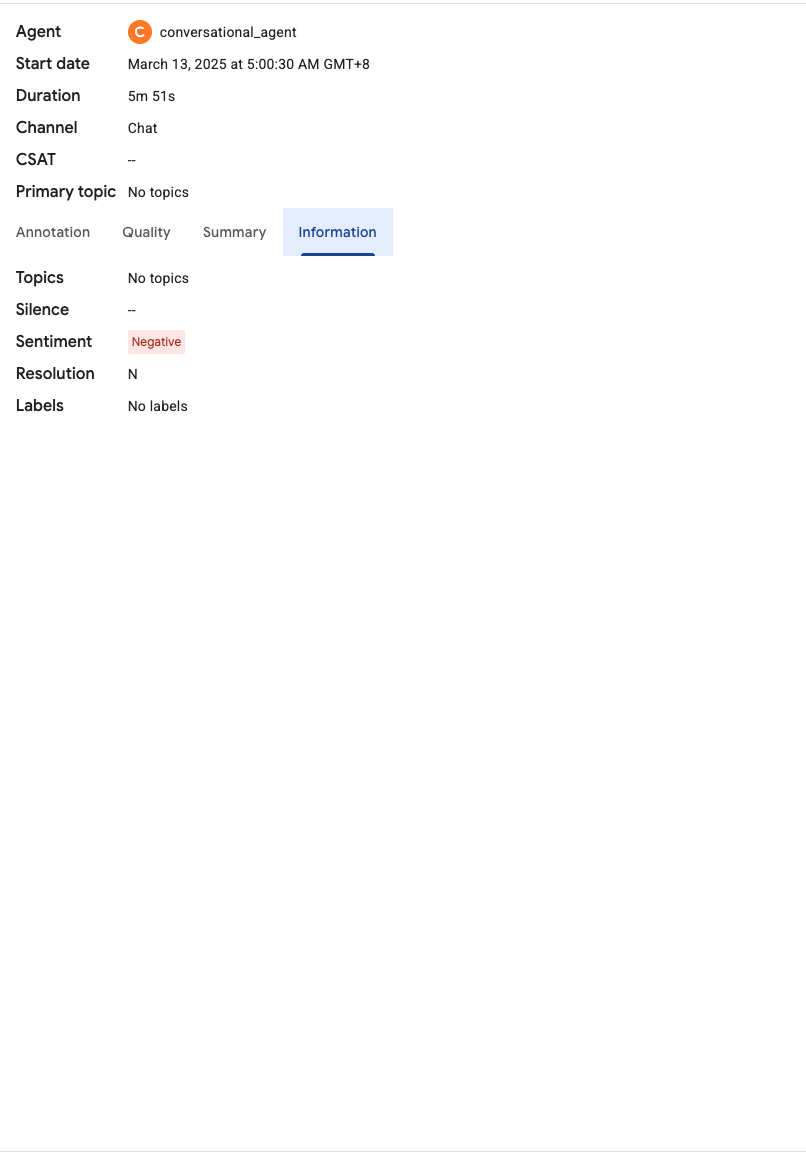 Agent C conversational_agent
Start date March 13, 2025 at 5:00:30 AM GMT+8
Duration 5m 51s
Channel Chat
CSAT --
Primary topic No topics
Annotation Quality Summary Information
Topics No topics
Silence --
Sentiment Negative
Resolution N
Labels No labels